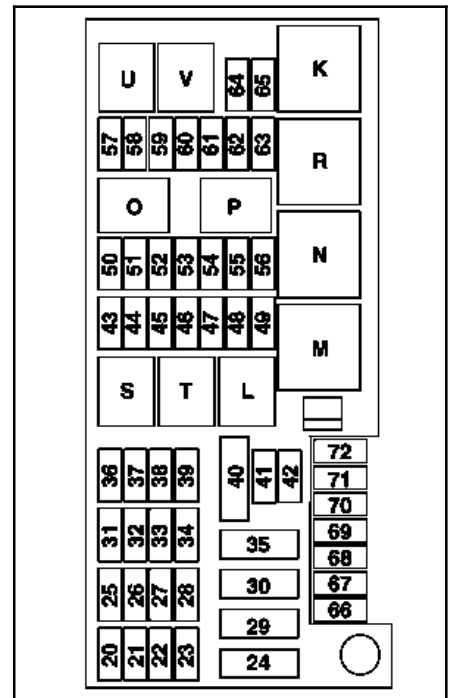 U V 64 65 K
57 58 59 60 61 62 63 R
O P
50 51 52 53 54 55 56 N
43 44 45 46 47 48 49
S T L M
36 37 38 39 40 41 42 72
71
70
31 32 33 34 35 69
68
25 26 27 28 30 67
66
29
20 21 22 23 24